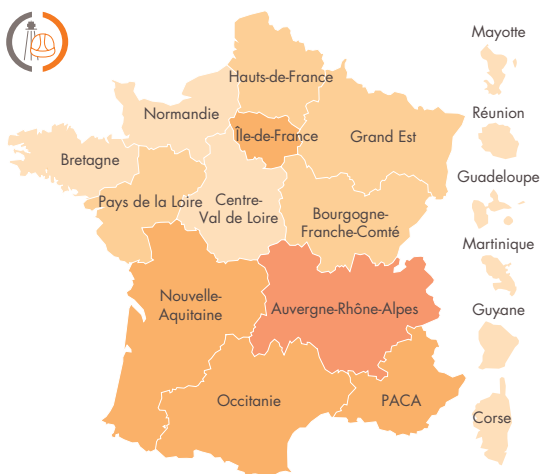 Mayotte
Hauts-de-France
Normandie
Réunion
Île-de-France
Grand Est
Bretagne
Guadeloupe
Pays de la Loire
Centre-
Val de Loire
Bourgogne-
Franche-Comté
Martinique
Nouvelle-
Aquitaine
Auvergne-Rhône-Alpes
Guyane
Occitanie
PACA
Corse